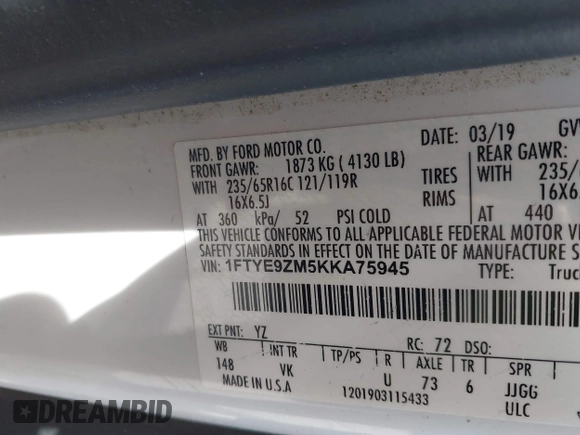 MFD. BY FORD MOTOR CO.
DATE: 03/19
FRONT GAWR: 1873 KG ( 4130 LB)
REAR GAWR:
WITH 235/65R16C 121/119R TIRES WITH
16X6.5J RIMS 16X6.
AT 360 kPa/ 52 PSI COLD AT 440
THIS VEHICLE CONFORMS TO ALL APPLICABLE FEDERAL MOTOR
SAFETY STANDARDS IN EFFECT ON THE DATE OF MANUFACTURE
VIN: 1FTYE9ZM5KKA75945 TYPE: Truc
EXT PNT: YZ RC: 72 DSO:
WB INT TR TP/PS R AXLE TR SPR
148 VK U 73 6 JJGG
MADE IN U.S.A 1201903115433 ULC
DREAMBID DREAMBID